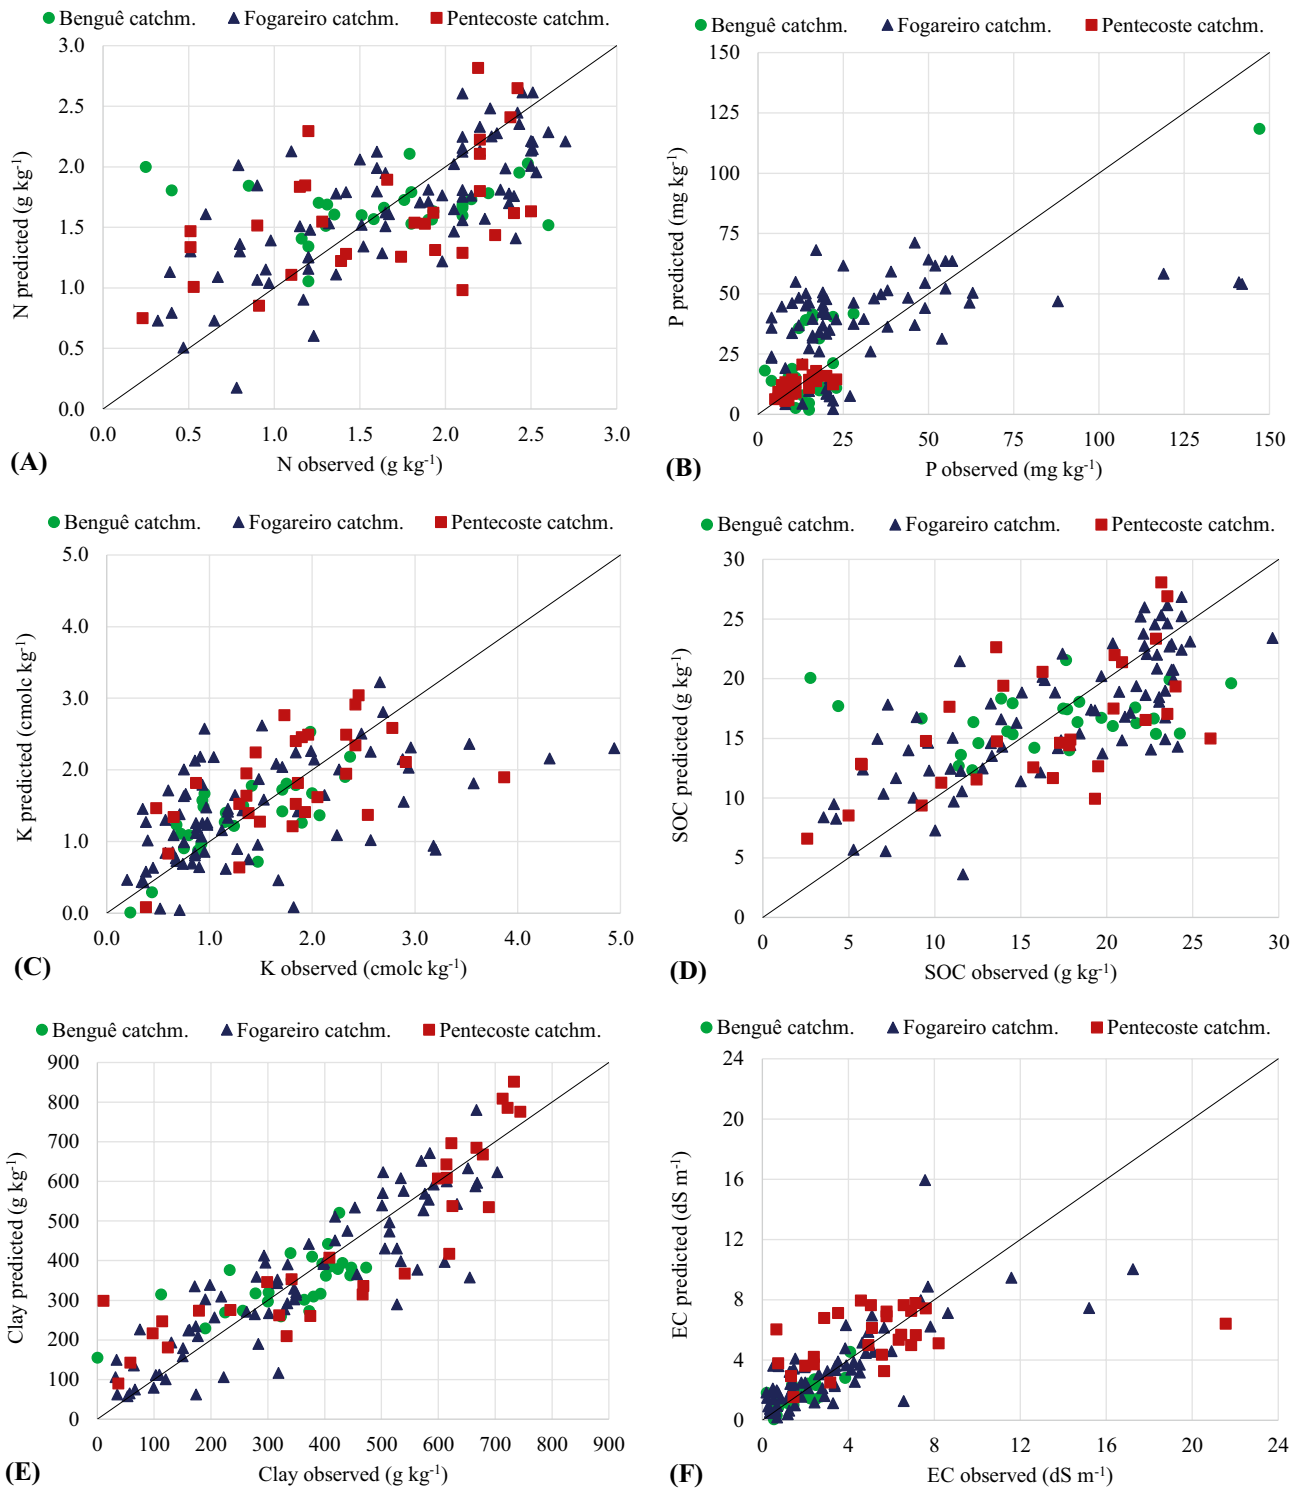 Benguê catchm. Fogareiro catchm. Pentecoste catchm.
3.0
2.5
2.0
1.5
1.0
0.5
0.0
N predicted (g kg⁻¹)
0.0 0.5 1.0 1.5 2.0 2.5 3.0
N observed (g kg⁻¹)
(A)
Benguê catchm. Fogareiro catchm. Pentecoste catchm.
150
125
100
75
50
25
0
P predicted (mg kg⁻¹)
0 25 50 75 100 125 150
P observed (mg kg⁻¹)
(B)
Benguê catchm. Fogareiro catchm. Pentecoste catchm.
5.0
4.0
3.0
2.0
1.0
0.0
K predicted (cmolc kg⁻¹)
0.0 1.0 2.0 3.0 4.0 5.0
K observed (cmolc kg⁻¹)
(C)
Benguê catchm. Fogareiro catchm. Pentecoste catchm.
30
25
20
15
10
5
0
SOC predicted (g kg⁻¹)
0 5 10 15 20 25 30
SOC observed (g kg⁻¹)
(D)
Benguê catchm. Fogareiro catchm. Pentecoste catchm.
900
800
700
600
500
400
300
200
100
0
Clay predicted (g kg⁻¹)
0 100 200 300 400 500 600 700 800 900
Clay observed (g kg⁻¹)
(E)
Benguê catchm. Fogareiro catchm. Pentecoste catchm.
24
20
16
12
8
4
0
EC predicted (dS m⁻¹)
0 4 8 12 16 20 24
EC observed (dS m⁻¹)
(F)